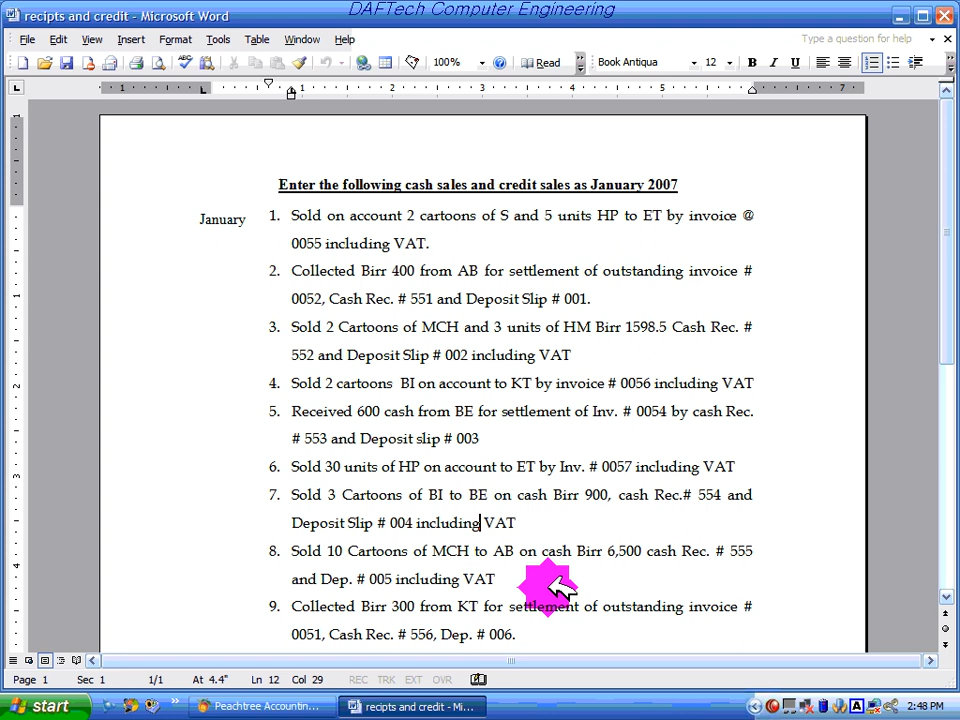 DAFTech Computer Engineering
recipts and credit - Microsoft Word
File Edit View Insert Format Tools Table Window Help
Type a question for help
100% Read Book Antiqua 12 B I U
1 1 2 3 4 5 7
Enter the following cash sales and credit sales as January 2007
January
1. Sold on account 2 cartoons of S and 5 units HP to ET by invoice @
0055 including VAT.
2. Collected Birr 400 from AB for settlement of outstanding invoice #
0052, Cash Rec. # 551 and Deposit Slip # 001.
3. Sold 2 Cartoons of MCH and 3 units of HM Birr 1598.5 Cash Rec. #
552 and Deposit Slip # 002 including VAT
4. Sold 2 cartoons BI on account to KT by invoice # 0056 including VAT
5. Received 600 cash from BE for settlement of Inv. # 0054 by cash Rec.
# 553 and Deposit slip # 003
6. Sold 30 units of HP on account to ET by Inv. # 0057 including VAT
7. Sold 3 Cartoons of BI to BE on cash Birr 900, cash Rec.# 554 and
Deposit Slip # 004 including VAT
8. Sold 10 Cartoons of MCH to AB on cash Birr 6,500 cash Rec. # 555
and Dep. # 005 including VAT
9. Collected Birr 300 from KT for settlement of outstanding invoice #
0051, Cash Rec. # 556, Dep. # 006.
Page 1 Sec 1 1/1 At 4.4" Ln 12 Col 29 REC TRK EXT OVR
start Peachtree Accountin... recipts and credit - Mi... A 2:48 PM